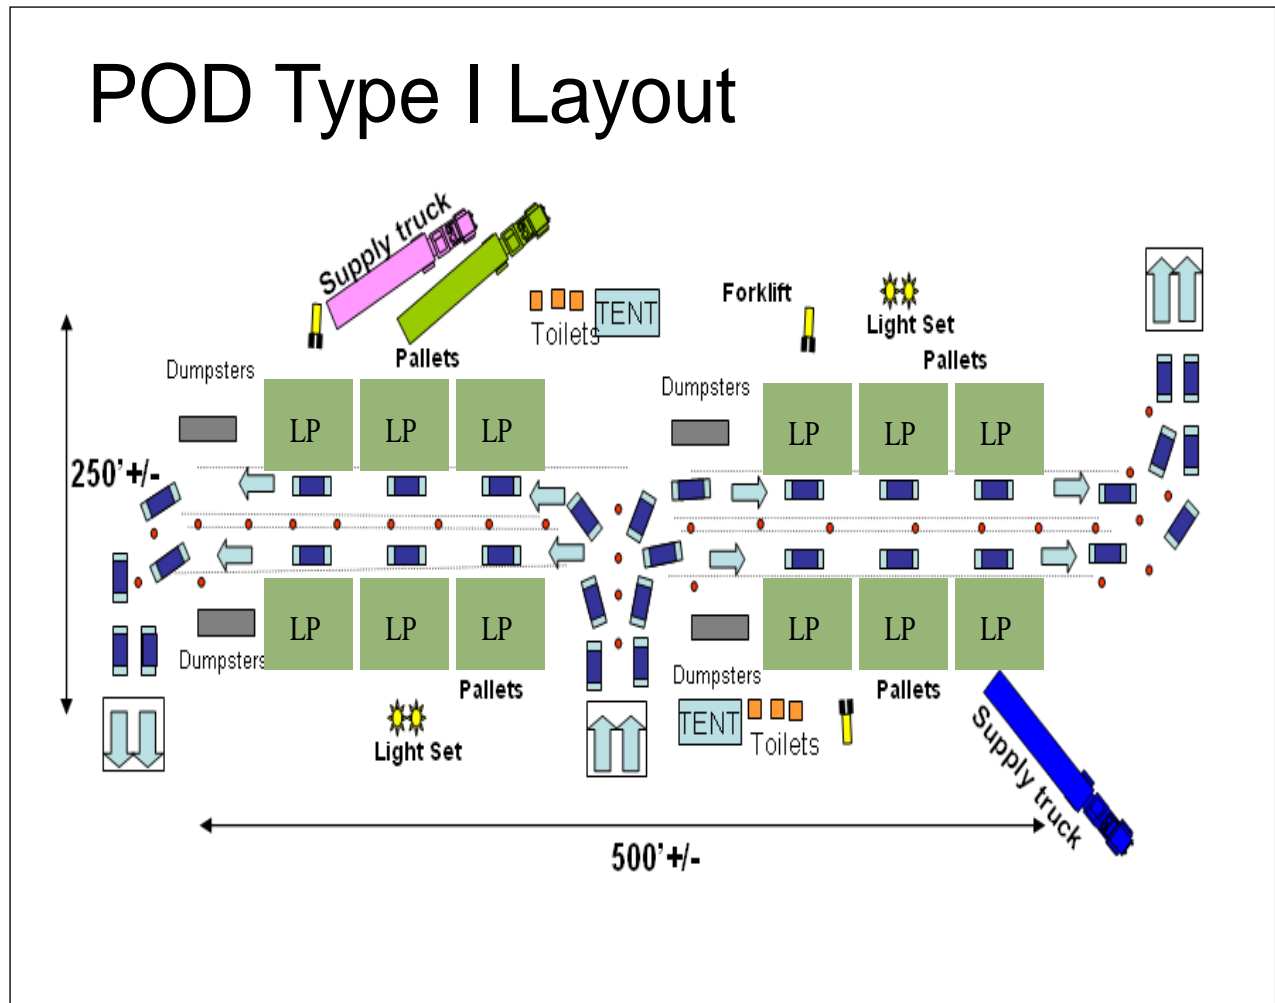 POD Type I Layout
Supply truck
Forklift
Light Set
TENT
Toilets
Pallets
Pallets
Dumpsters
Dumpsters
LP
LP
LP
LP
LP
LP
250'+/-
LP
LP
LP
LP
LP
LP
Dumpsters
Dumpsters
Pallets
Pallets
TENT
Toilets
Light Set
Supply truck
500'+/-